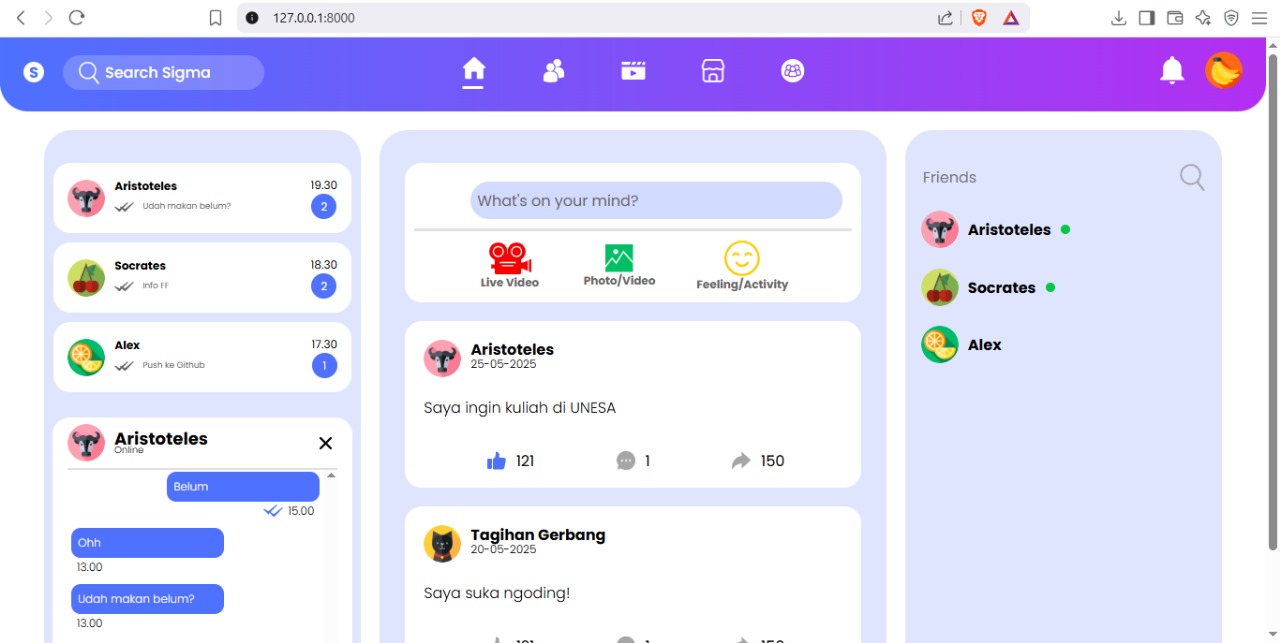 127.0.0.1:8000
S
Search Sigma
Aristoteles
19.30
Udah makan belum?
2
Socrates
18.30
Info FF
2
Alex
17.30
Push ke Github
1
Aristoteles
Online
Belum
15.00
Ohh
13.00
Udah makan belum?
13.00
What's on your mind?
Live Video
Photo/Video
Feeling/Activity
Aristoteles
25-05-2025
Saya ingin kuliah di UNESA
121
1
150
Tagihan Gerbang
20-05-2025
Saya suka ngoding!
121
1
150
Friends
Aristoteles
Socrates
Alex